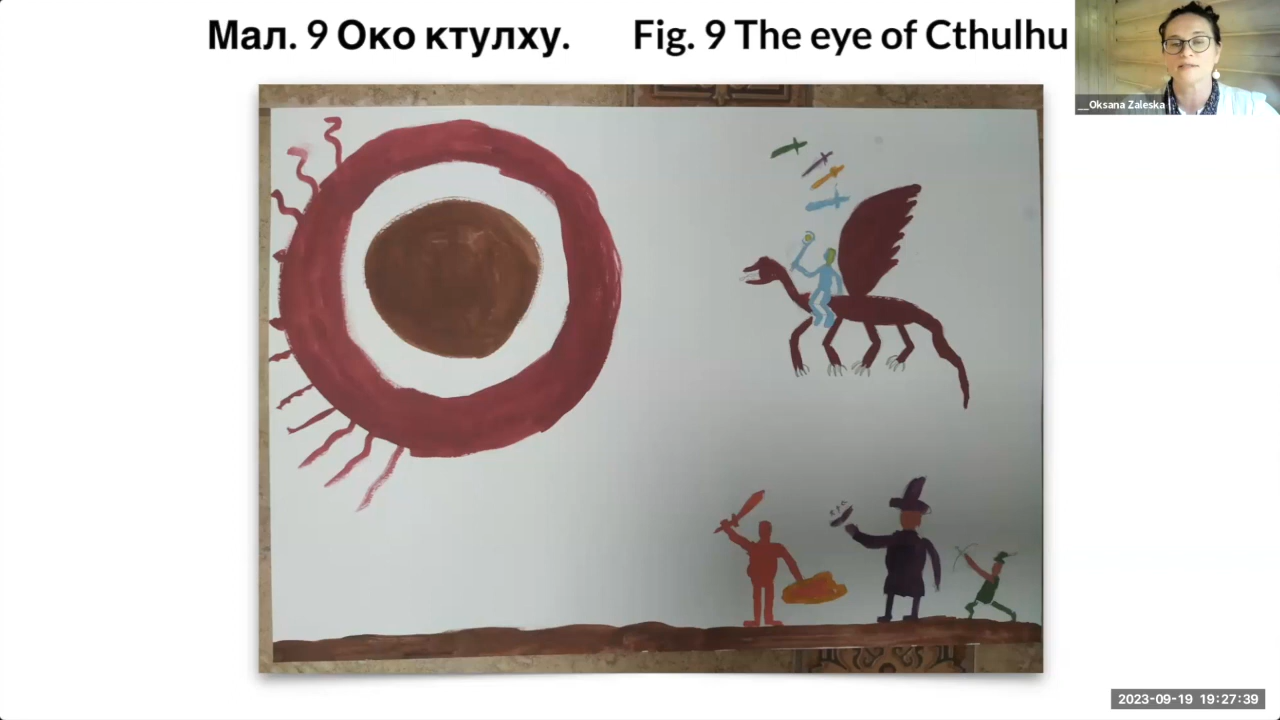 Мал. 9 Око ктулху. Fig. 9 The eye of Cthulhu
__Oksana Zaleska
2023-09-19 19:27:39